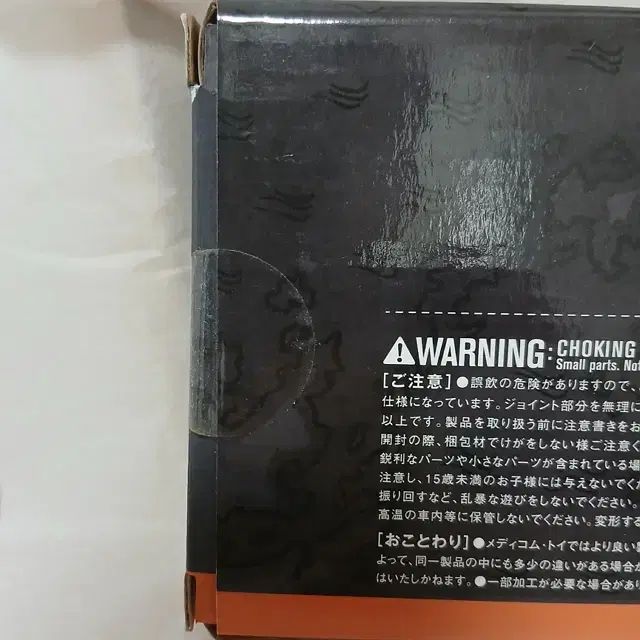 ⚠WARNING: CHOKING
Small parts. Not
[ご注意]●誤飲の危険がありますので、
仕様になっています。ジョイント部分を無理に
以上です。製品を取り扱う前に注意書きをお
開封の際、梱包材でけがをしない様ご注意く
鋭利なパーツや小さなパーツが含まれている場
注意し、15歳未満のお子様には与えないでくだ
振り回すなど、乱暴な遊びをしないでください。
高温の車内等に保管しないでください。変形する
[おことわり]●メディコム・トイではより良い
よって、同一製品の中にも多少の違いがある場合が
はいたしかねます。●一部加工が必要な場合があり